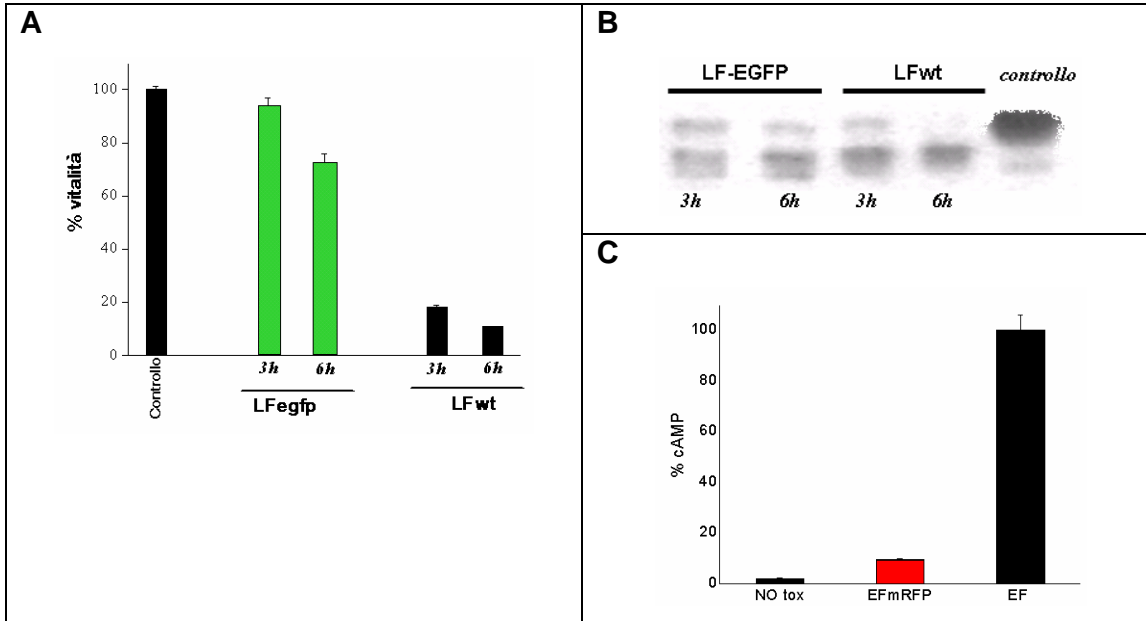 A
% vitalità
100
80
60
40
20
0
Controllo
3h 6h 3h 6h
LFegfp LFwt
B
LF-EGFP LFwt controllo
3h 6h 3h 6h
C
% cAMP
100
80
60
40
20
0
NO tox EFmRFP EF